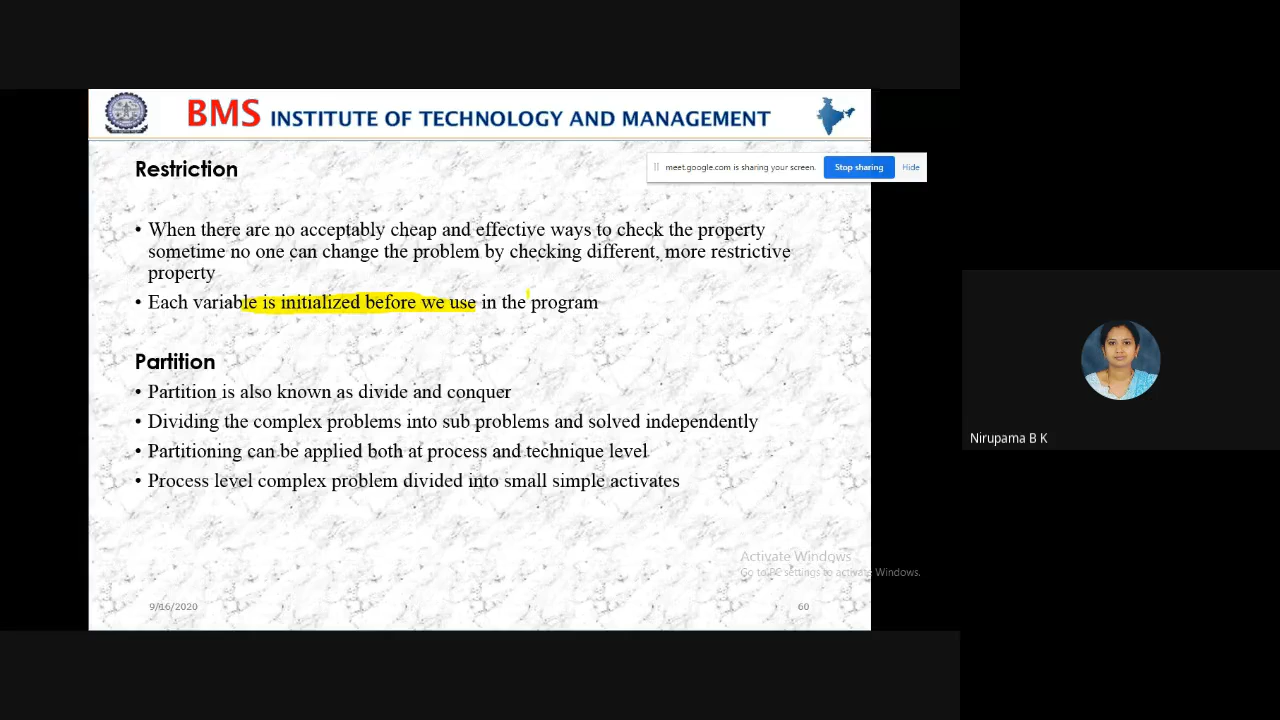 BMS INSTITUTE OF TECHNOLOGY AND MANAGEMENT
Restriction
meet.google.com is sharing your screen. Stop sharing Hide
• When there are no acceptably cheap and effective ways to check the property
sometime no one can change the problem by checking different, more restrictive
property
• Each variable is initialized before we use in the program
Partition
• Partition is also known as divide and conquer
• Dividing the complex problems into sub problems and solved independently
• Partitioning can be applied both at process and technique level
• Process level complex problem divided into small simple activates
Nirupama B K
Activate Windows
Go to PC settings to activate Windows.
9/16/2020
60